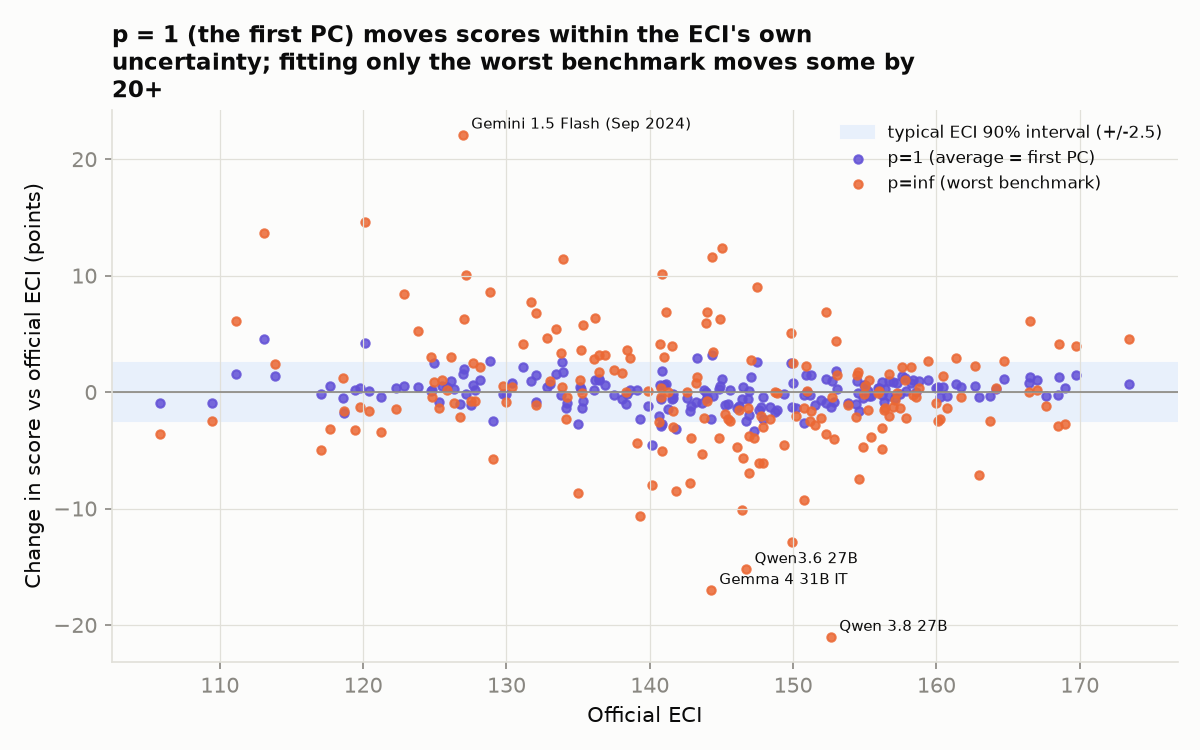 p = 1 (the first PC) moves scores within the ECI's own
uncertainty; fitting only the worst benchmark moves some by
20+
Gemini 1.5 Flash (Sep 2024)
typical ECI 90% interval (+/-2.5)
p=1 (average = first PC)
p=inf (worst benchmark)
20
10
0
−10
−20
Change in score vs official ECI (points)
Qwen3.6 27B
Gemma 4 31B IT
Qwen 3.8 27B
110 120 130 140 150 160 170
Official ECI